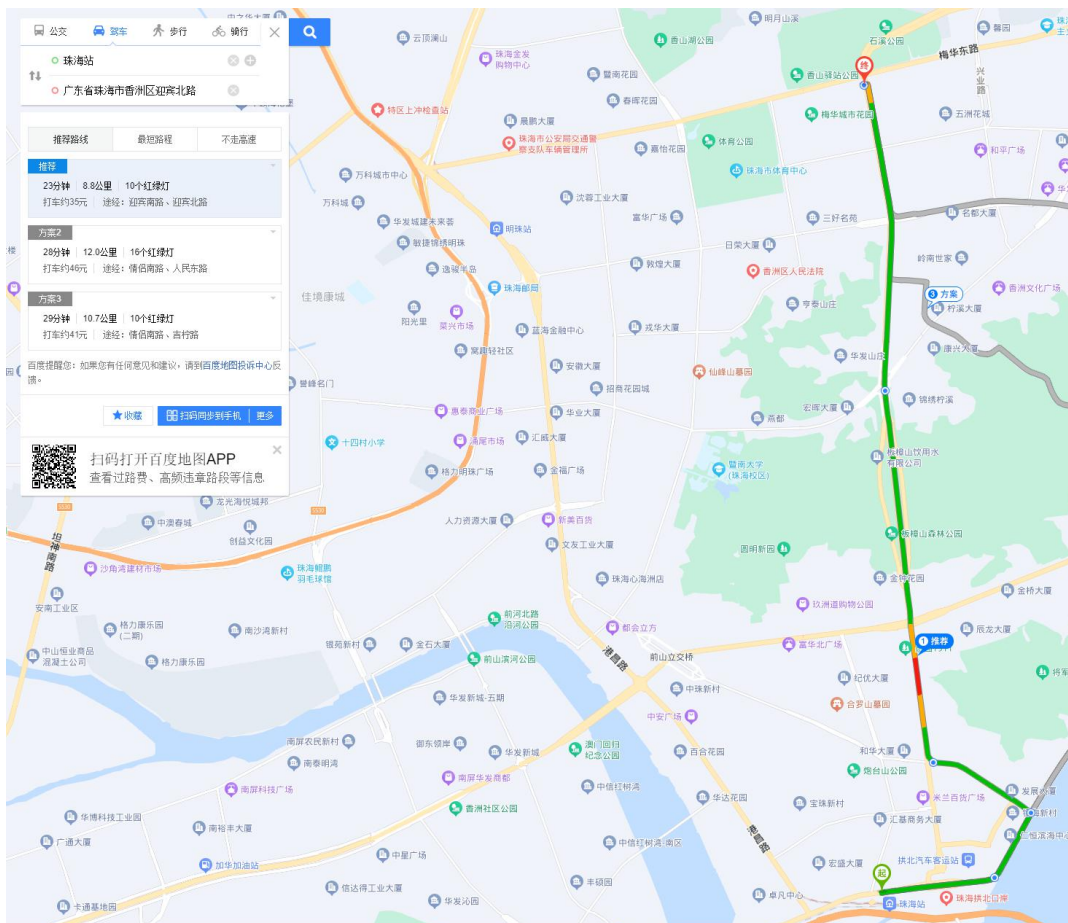 公交
驾车
步行
骑行
珠海站
广东省珠海市香洲区迎宾北路
推荐路线
最短路程
不走高速
推荐
23分钟 8.8公里 10个红绿灯
打车约35元 途经：迎宾南路、迎宾北路
方案2
28分钟 12.0公里 16个红绿灯
打车约46元 途经：情侣南路、人民东路
方案3
29分钟 10.7公里 10个红绿灯
打车约41元 途经：情侣南路、吉柠路
百度提醒您：如果您有任何意见和建议，请到百度地图投诉中心反
馈。
收藏
扫码同步到手机
更多
扫码打开百度地图APP
查看过路费、高频违章路段等信息
云顶澜山
珠海金发
购物中心
香山湖公园
明月山溪
石溪公园
馨园
梅华东路
兴业路
暨南花园
香山驿站公园
终
特区上冲检查站
春晖花园
梅华城市花园
五洲花城
晨鹏大厦
珠海市公安局交通警
察支队车辆管理所
嘉怡花园
体育公园
和平广场
珠海市体育中心
万科城市中心
万科城
沈蓉工业大厦
华发城建未来荟
富华广场
三好名苑
名都大厦
明珠站
敏捷锦绣明珠
日荣大厦
岭南世家
逸骏半岛
敦煌大厦
香洲区人民法院
佳境康城
珠海邮局
3 方案
香洲文化广场
柠溪大厦
亨泰山庄
阳光里
莫兴市场
蓝海金融中心
戎华大厦
康兴大厦
窝趣轻社区
安徽大厦
华发山庄
仙峰山墓园
誉峰名门
招商花园城
锦绣柠溪
宏晖大厦
燕都
惠泰商业广场
华业大厦
十四村小学
涌尾市场
汇威大厦
板樟山饮用水
有限公司
暨南大学
(珠海校区)
格力明珠广场
金福广场
龙光海悦城邦
S530
S530
中澳春城
创益文化园
人力资源大厦
新美百货
板樟山森林公园
坦神南路
文友工业大厦
圆明新园
沙角湾建材市场
珠海鲲鹏
羽毛球馆
珠海心海洲店
金钟花园
金桥大厦
安南工业区
玖洲道购物公园
前河北路
沿河公园
格力康乐园
(二期)
南沙湾新村
都会立方
辰龙大厦
1 推荐
银苑新村
金石大厦
港昌路
前山立交桥
富华北广场
中山恒业商品
混凝土公司
格力康乐园
前山滨河公园
将军
纪优大厦
中珠新村
华发新城-五期
合罗山墓园
中安广场
南屏农民新村
御东领岸
华发新城
澳门回归
纪念公园
百合花园
和华大厦
南泰明湾
炮台山公园
南屏科技广场
南屏华发商都
中信红树湾
华达花园
米兰百货广场
发展大厦
宝珠新村
香洲社区公园
华博科技工业园
南裕丰大厦
汇基商务大厦
广通大厦
港昌路
中信红树湾-南区
中星广场
加华加油站
宏盛大厦
拱北汽车客运站
起
信达得工业大厦
丰硕园
卓凡中心
珠海站
珠海拱北口岸
卡通基地园
华发沁园